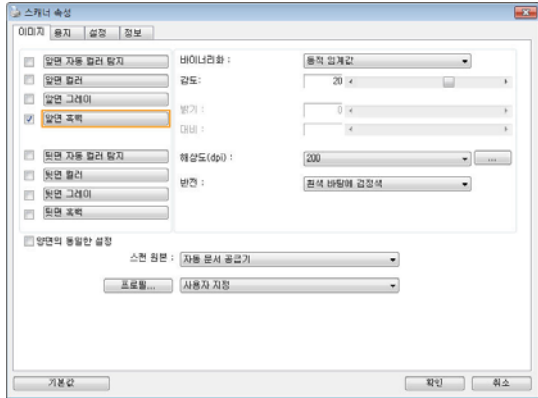 스캐너 속성
이미지 용지 설정 정보
앞면 자동 컬러 탐지
앞면 컬러
앞면 그레이
앞면 흑백
뒷면 자동 컬러 탐지
뒷면 컬러
뒷면 그레이
뒷면 흑백
바이너리화 : 동적 임계값
감도: 20
밝기 : 0
대비 :
해상도(dpi) : 200 ...
반전 : 흰색 바탕에 검정색
양면의 동일한 설정
스캔 원본 : 자동 문서 공급기
프로필... 사용자 지정
기본값 확인 취소